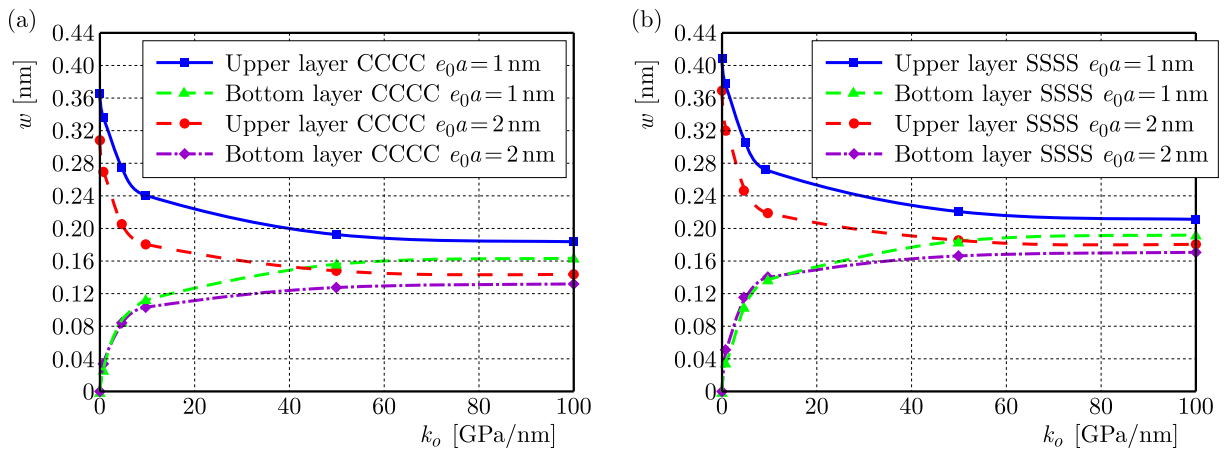 (a)
0.44
0.40
0.36
0.32
0.28
0.24
0.20
0.16
0.12
0.08
0.04
0
w [nm]
Upper layer CCCC e₀a = 1 nm
Bottom layer CCCC e₀a = 1 nm
Upper layer CCCC e₀a = 2 nm
Bottom layer CCCC e₀a = 2 nm
0 20 40 60 80 100
kₒ [GPa/nm]
(b)
0.44
0.40
0.36
0.32
0.28
0.24
0.20
0.16
0.12
0.08
0.04
0
w [nm]
Upper layer SSSS e₀a = 1 nm
Bottom layer SSSS e₀a = 1 nm
Upper layer SSSS e₀a = 2 nm
Bottom layer SSSS e₀a = 2 nm
0 20 40 60 80 100
kₒ [GPa/nm]